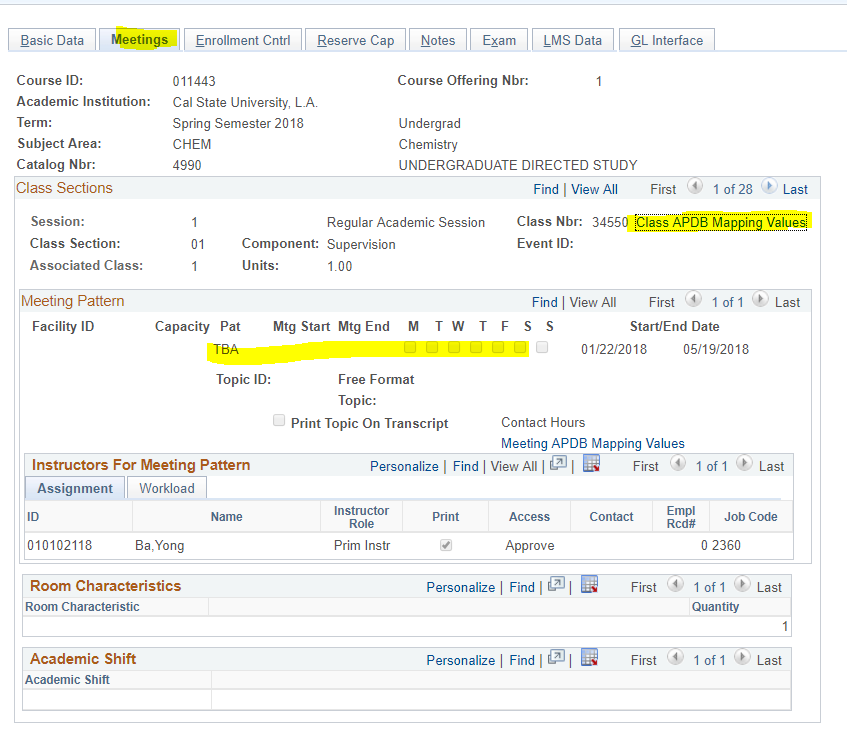 Basic Data Meetings Enrollment Cntrl Reserve Cap Notes Exam LMS Data GL Interface
Course ID: 011443 Course Offering Nbr: 1
Academic Institution: Cal State University, L.A.
Term: Spring Semester 2018 Undergrad
Subject Area: CHEM Chemistry
Catalog Nbr: 4990 UNDERGRADUATE DIRECTED STUDY
Class Sections Find | View All First 1 of 28 Last
Session: 1 Regular Academic Session Class Nbr: 34550 Class APDB Mapping Values
Class Section: 01 Component: Supervision Event ID:
Associated Class: 1 Units: 1.00
Meeting Pattern Find | View All First 1 of 1 Last
Facility ID Capacity Pat Mtg Start Mtg End M T W T F S S Start/End Date
TBA 01/22/2018 05/19/2018
Topic ID: Free Format
Topic:
Print Topic On Transcript Contact Hours
Meeting APDB Mapping Values
Instructors For Meeting Pattern Personalize | Find | View All | | First 1 of 1 Last
Assignment Workload
ID Name Instructor Role Print Access Contact Empl Rcd# Job Code
010102118 Ba,Yong Prim Instr Approve 0 2360
Room Characteristics Personalize | Find | | First 1 of 1 Last
Room Characteristic Quantity
1
Academic Shift Personalize | Find | | First 1 of 1 Last
Academic Shift